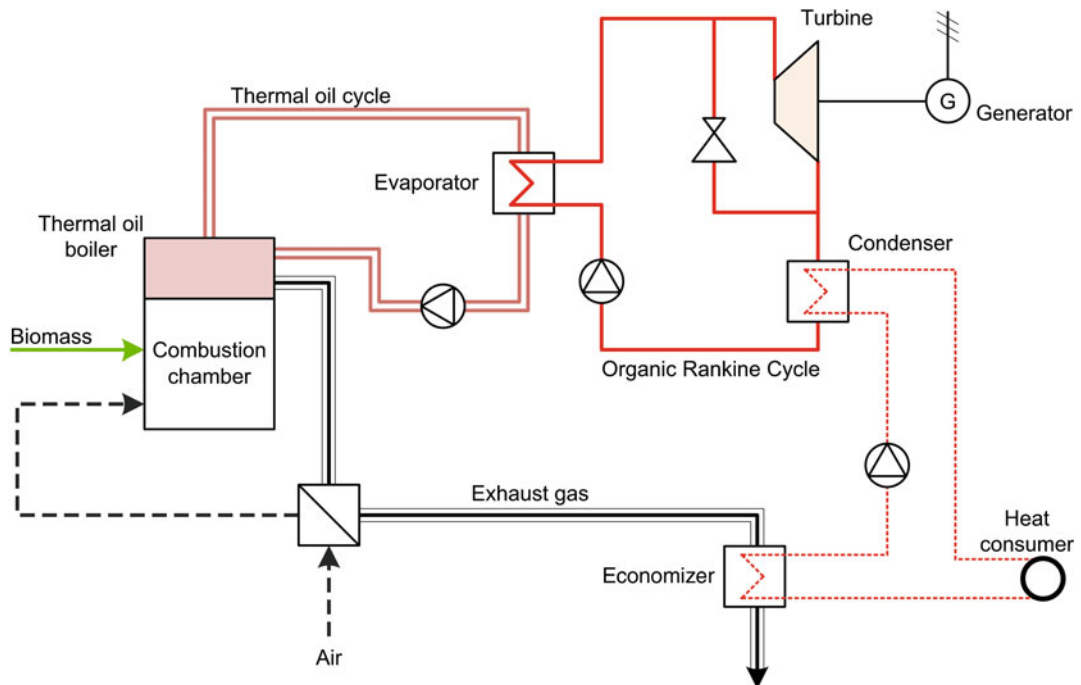 Turbine
Thermal oil cycle
G
Generator
Evaporator
Thermal oil
boiler
Condenser
Biomass
Combustion
chamber
Organic Rankine Cycle
Exhaust gas
Heat
consumer
Economizer
Air